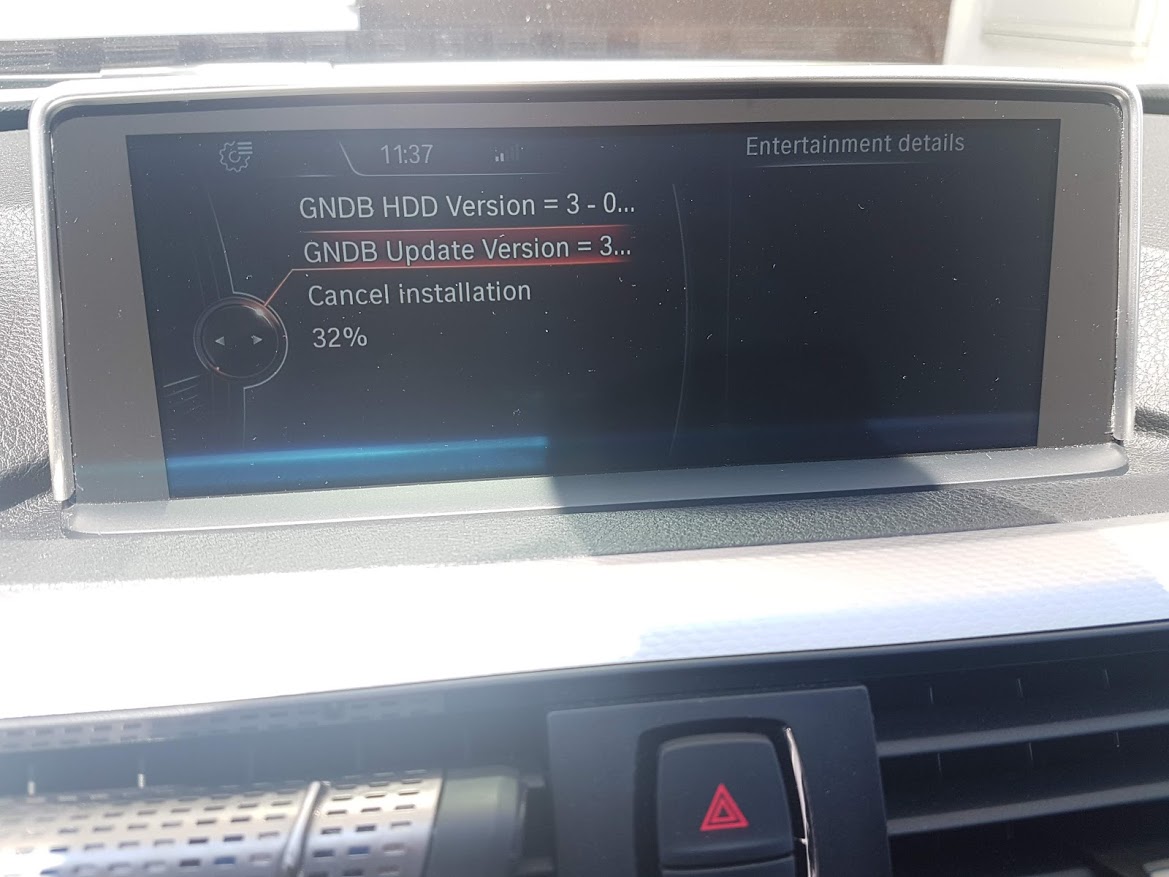 11:37
Entertainment details
GNDB HDD Version = 3 - 0...
GNDB Update Version = 3...
Cancel installation
32%